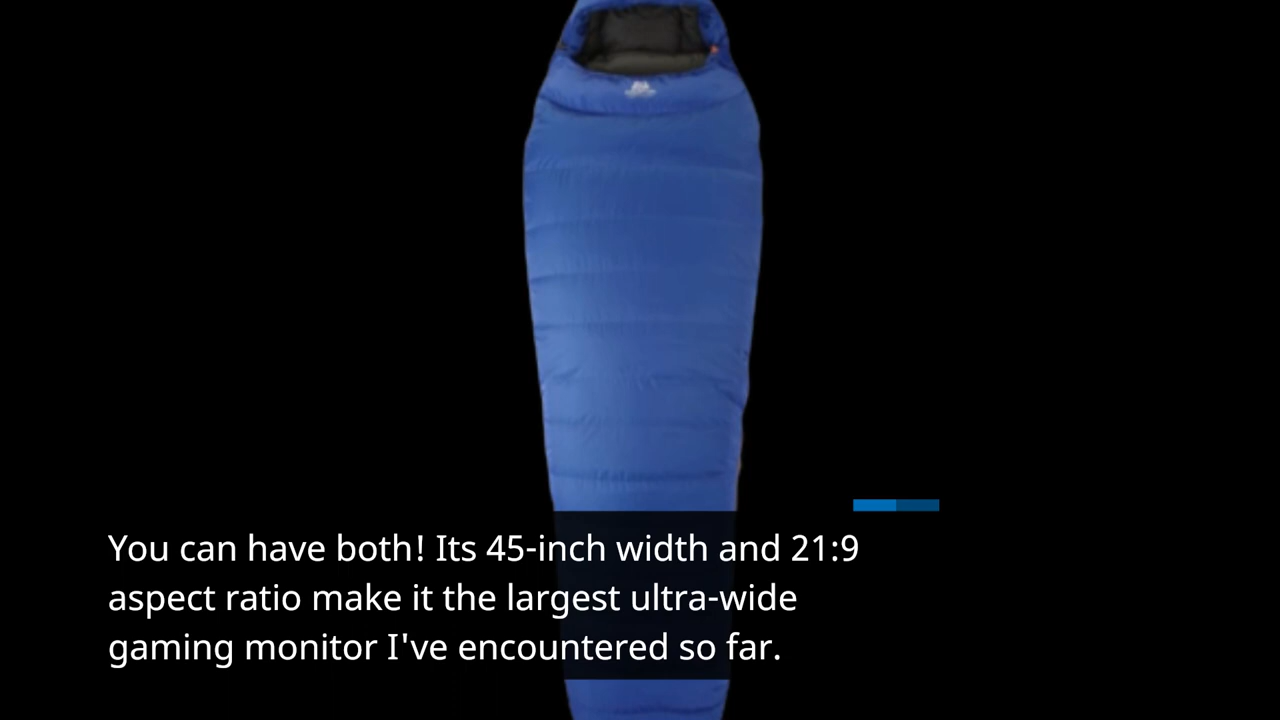 You can have both! Its 45-inch width and 21:9
aspect ratio make it the largest ultra-wide
gaming monitor I've encountered so far.